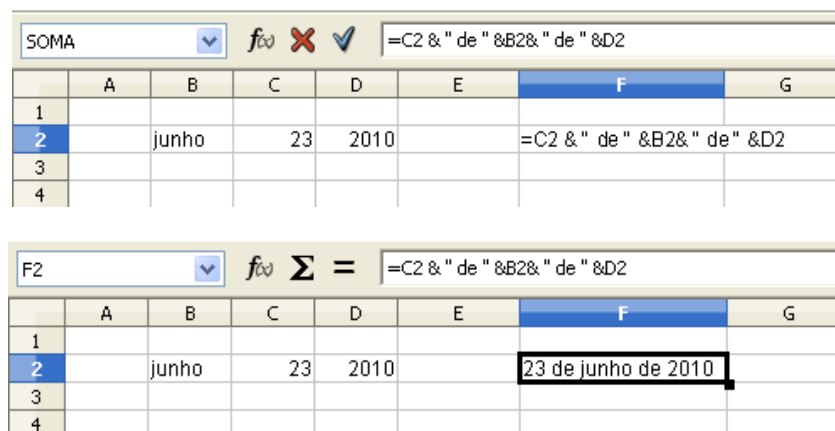 SOMA f(x) =C2 & " de " &B2& " de " &D2
A B C D E F G
1
2 junho 23 2010 =C2 & " de " &B2& " de " &D2
3
4
F2 f(x) Σ = =C2 & " de " &B2& " de " &D2
A B C D E F G
1
2 junho 23 2010 23 de junho de 2010
3
4